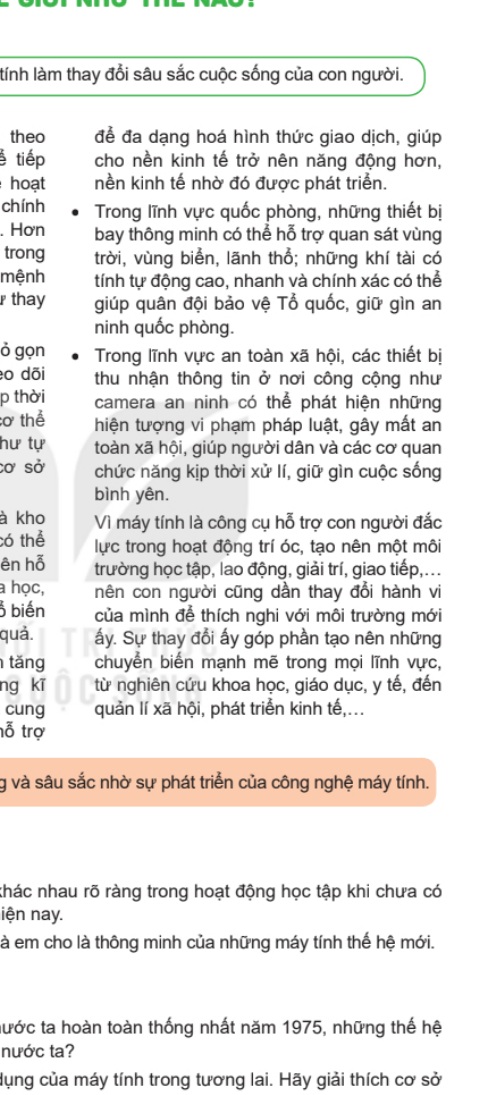 tính làm thay đổi sâu sắc cuộc sống của con người.
theo
tiếp
hoạt
chính
. Hơn
trong
mệnh
thay
gọn
dõi
thời
thể
tự
cơ sở
kho
có thể
hỗ
học,
biến
quả.
tăng
kĩ
cung
hỗ trợ
để đa dạng hoá hình thức giao dịch, giúp
cho nền kinh tế trở nên năng động hơn,
nền kinh tế nhờ đó được phát triển.
• Trong lĩnh vực quốc phòng, những thiết bị
bay thông minh có thể hỗ trợ quan sát vùng
trời, vùng biển, lãnh thổ; những khí tài có
tính tự động cao, nhanh và chính xác có thể
giúp quân đội bảo vệ Tổ quốc, giữ gìn an
ninh quốc phòng.
• Trong lĩnh vực an toàn xã hội, các thiết bị
thu nhận thông tin ở nơi công cộng như
camera an ninh có thể phát hiện những
hiện tượng vi phạm pháp luật, gây mất an
toàn xã hội, giúp người dân và các cơ quan
chức năng kịp thời xử lí, giữ gìn cuộc sống
bình yên.
Vì máy tính là công cụ hỗ trợ con người đắc
lực trong hoạt động trí óc, tạo nên một môi
trường học tập, lao động, giải trí, giao tiếp,...
nên con người cũng dần thay đổi hành vi
của mình để thích nghi với môi trường mới
ấy. Sự thay đổi ấy góp phần tạo nên những
chuyển biến mạnh mẽ trong mọi lĩnh vực,
từ nghiên cứu khoa học, giáo dục, y tế, đến
quản lí xã hội, phát triển kinh tế,...
và sâu sắc nhờ sự phát triển của công nghệ máy tính.
khác nhau rõ ràng trong hoạt động học tập khi chưa có
nay.
em cho là thông minh của những máy tính thế hệ mới.
ta hoàn toàn thống nhất năm 1975, những thế hệ
nước ta?
của máy tính trong tương lai. Hãy giải thích cơ sở